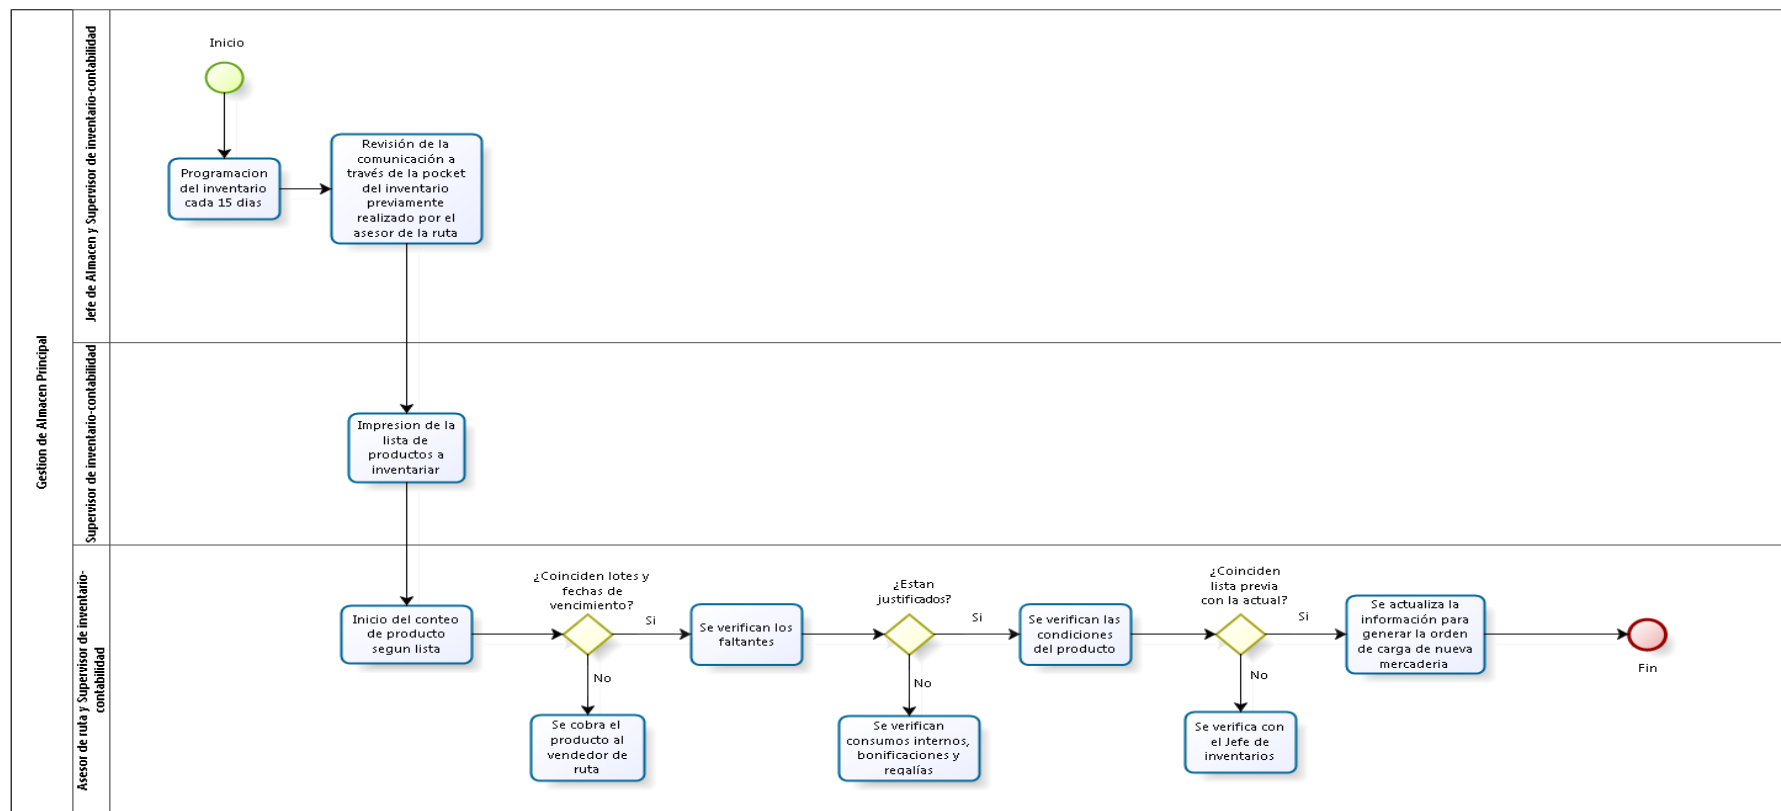 Gestion de Almacen Principal
Jefe de Almacen y Supervisor de inventario-contabilidad
Inicio
Programacion
del inventario
cada 15 dias
Revisión de la
comunicación a
través de la pocket
del inventario
previamente
realizado por el
asesor de la ruta
Supervisor de inventario-contabilidad
Impresion de la
lista de
productos a
inventariar
Asesor de ruta y Supervisor de inventario-
contabilidad
Inicio del conteo
de producto
segun lista
¿Coinciden lotes y
fechas de
vencimiento?
Si
No
Se cobra el
producto al
vendedor de
ruta
Se verifican los
faltantes
¿Estan
justificados?
Si
No
Se verifican
consumos internos,
bonificaciones y
regalías
Se verifican las
condiciones
del producto
¿Coinciden
lista previa
con la actual?
Si
No
Se verifica con
el Jefe de
inventarios
Se actualiza la
información para
generar la orden
de carga de nueva
mercaderia
Fin